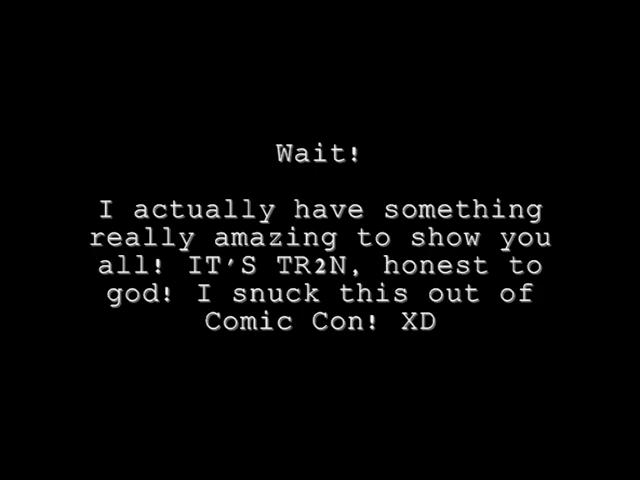 Wait!
I actually have something
really amazing to show you
all! IT'S TR2N, honest to
god! I snuck this out of
Comic Con! XD